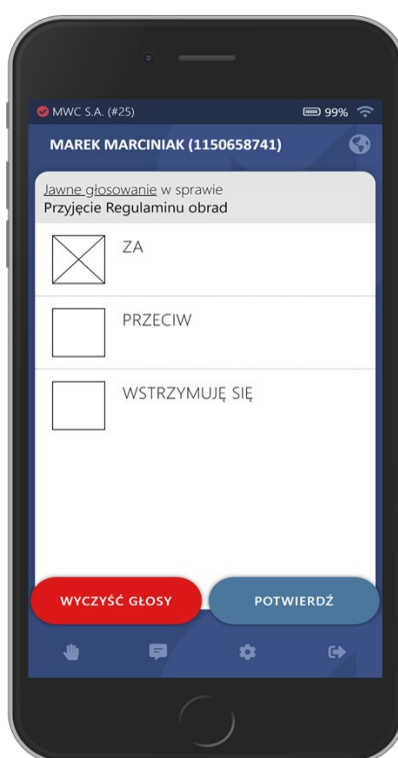 MWC S.A. (#25) 99%
MAREK MARCINIAK (1150658741)
Jawne głosowanie w sprawie
Przyjęcie Regulaminu obrad
ZA
PRZECIW
WSTRZYMUJĘ SIĘ
WYCZYŚĆ GŁOSY POTWIERDŹ